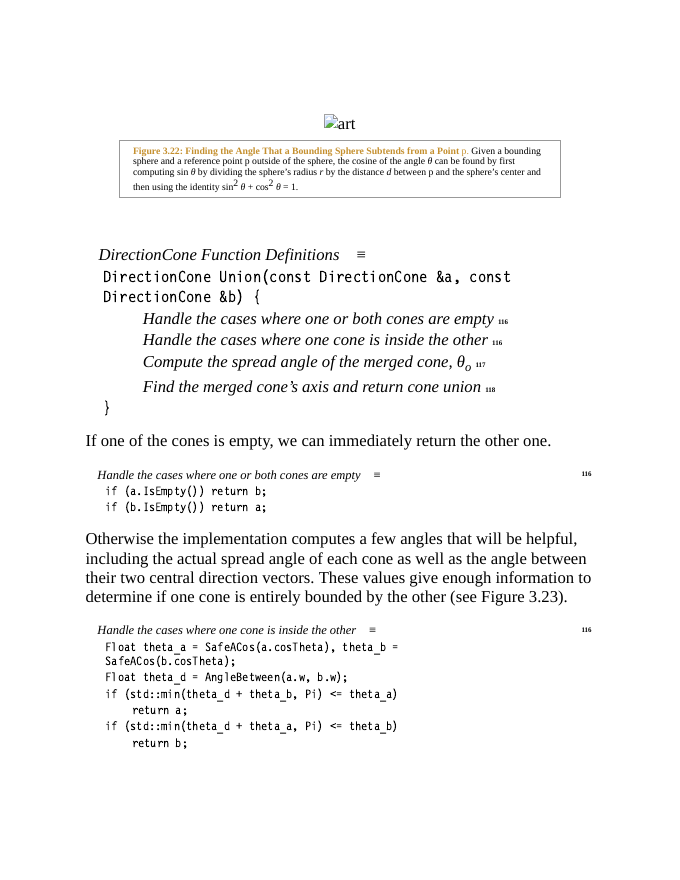 art
Figure 3.22: Finding the Angle That a Bounding Sphere Subtends from a Point p. Given a bounding
sphere and a reference point p outside of the sphere, the cosine of the angle θ can be found by first
computing sin θ by dividing the sphere’s radius r by the distance d between p and the sphere’s center and
then using the identity sin² θ + cos² θ = 1.
DirectionCone Function Definitions ≡
DirectionCone Union(const DirectionCone &a, const
DirectionCone &b) {
Handle the cases where one or both cones are empty 116
Handle the cases where one cone is inside the other 116
Compute the spread angle of the merged cone, θo 117
Find the merged cone’s axis and return cone union 118
}
If one of the cones is empty, we can immediately return the other one.
Handle the cases where one or both cones are empty ≡ 116
if (a.IsEmpty()) return b;
if (b.IsEmpty()) return a;
Otherwise the implementation computes a few angles that will be helpful,
including the actual spread angle of each cone as well as the angle between
their two central direction vectors. These values give enough information to
determine if one cone is entirely bounded by the other (see Figure 3.23).
Handle the cases where one cone is inside the other ≡ 116
Float theta_a = SafeACos(a.cosTheta), theta_b =
SafeACos(b.cosTheta);
Float theta_d = AngleBetween(a.w, b.w);
if (std::min(theta_d + theta_b, Pi) <= theta_a)
return a;
if (std::min(theta_d + theta_a, Pi) <= theta_b)
return b;